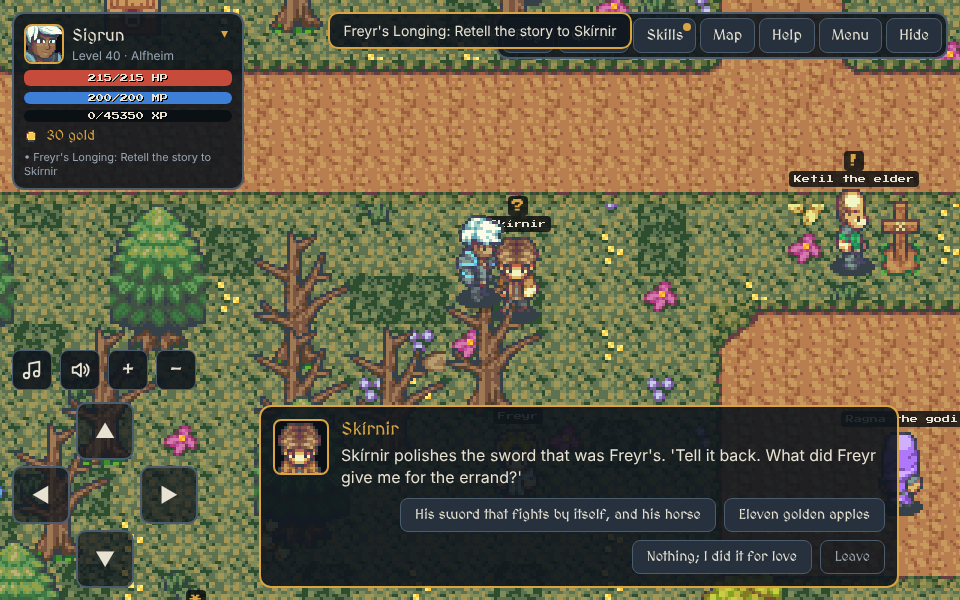 Sigrun
Level 40 · Alfheim
215/215 HP
200/200 MP
0/45350 XP
30 gold
• Freyr's Longing: Retell the story to
Skírnir
Freyr's Longing: Retell the story to Skírnir
Skills
Map
Help
Menu
Hide
!
Ketil the elder
?
Skírnir
Freyr
Ragna the godi
Skírnir
Skírnir polishes the sword that was Freyr's. 'Tell it back. What did Freyr
give me for the errand?'
His sword that fights by itself, and his horse
Eleven golden apples
Nothing; I did it for love
Leave